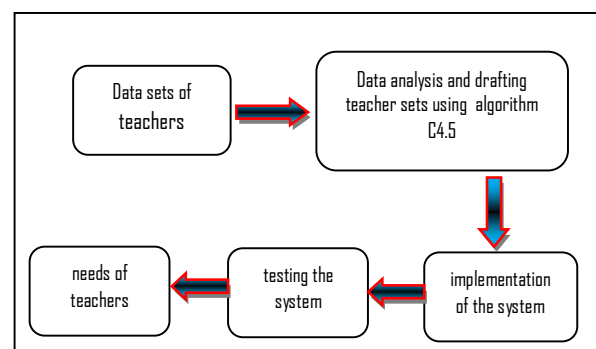 Data sets of
teachers
Data analysis and drafting
teacher sets using algorithm
C4.5
implementation
of the system
testing the
system
needs of
teachers